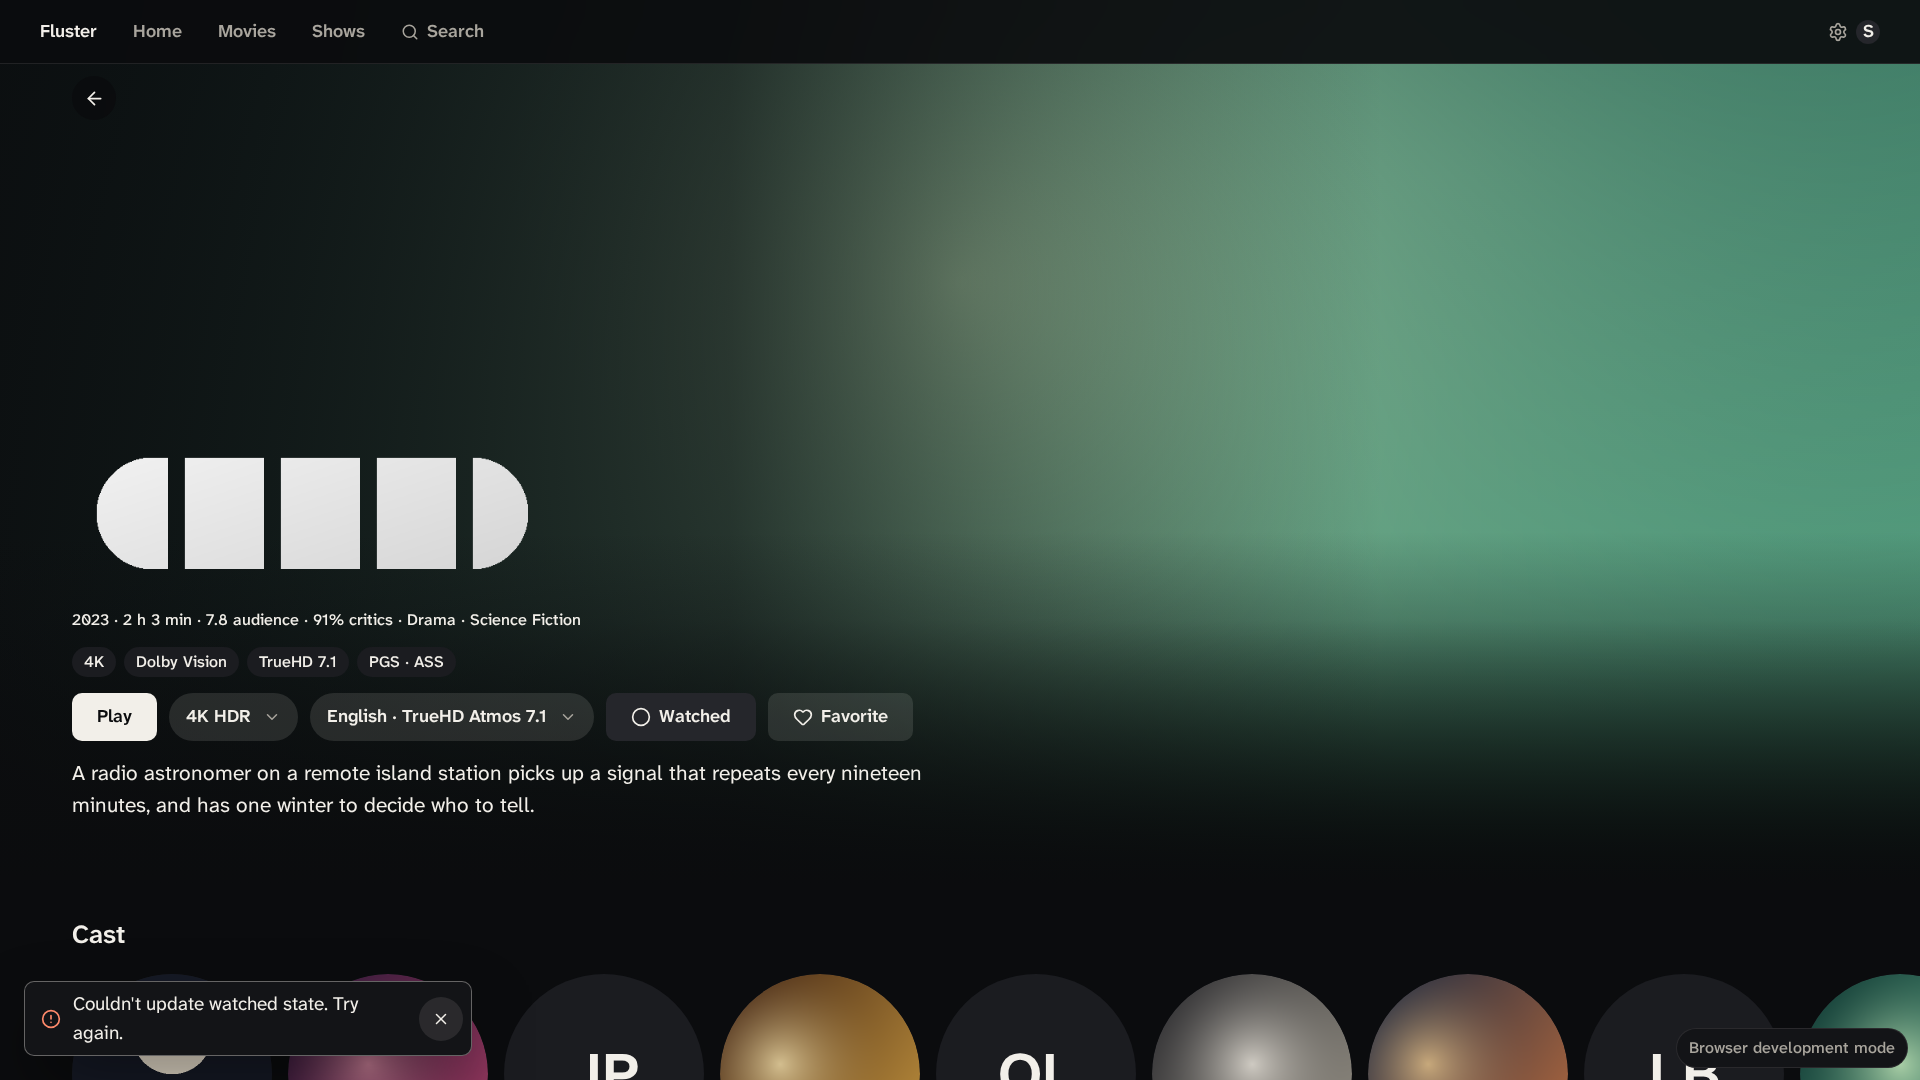 Fluster
Home
Movies
Shows
Search
S
2023 · 2 h 3 min · 7.8 audience · 91% critics · Drama · Science Fiction
4K
Dolby Vision
TrueHD 7.1
PGS · ASS
Play
4K HDR
English · TrueHD Atmos 7.1
Watched
Favorite
A radio astronomer on a remote island station picks up a signal that repeats every nineteen
minutes, and has one winter to decide who to tell.
Cast
Couldn't update watched state. Try
again.
Browser development mode